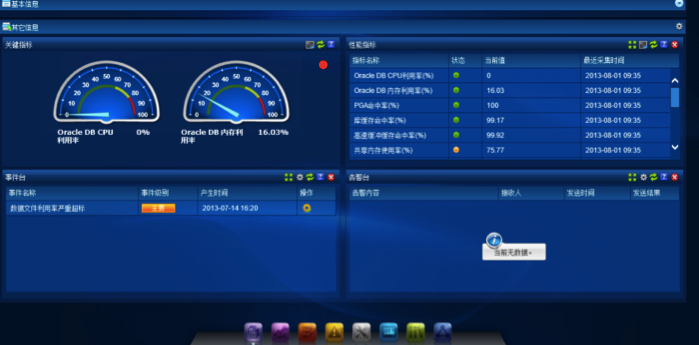 基本信息
其它信息
关键指标
0 10 20 30 40 50 60 70 80 90 100
0 10 20 30 40 50 60 70 80 90 100
Oracle DB CPU利用率 0%
Oracle DB 内存利用率 16.03%
性能指标
指标名称 状态 当前值 最近采集时间
Oracle DB CPU利用率(%) 0 2013-08-01 09:35
Oracle DB 内存利用率(%) 16.03 2013-08-01 09:35
PGA命中率(%) 100 2013-08-01 09:35
库缓存命中率(%) 99.17 2013-08-01 09:35
高速缓冲缓存命中率(%) 99.92 2013-08-01 09:35
共享内存使用率(%) 75.77 2013-08-01 09:35
事件台
事件名称 事件级别 产生时间 操作
数据文件利用率严重超标 主要 2013-07-14 16:20
告警台
告警内容 接收人 发送时间 发送结果
当前无数据。